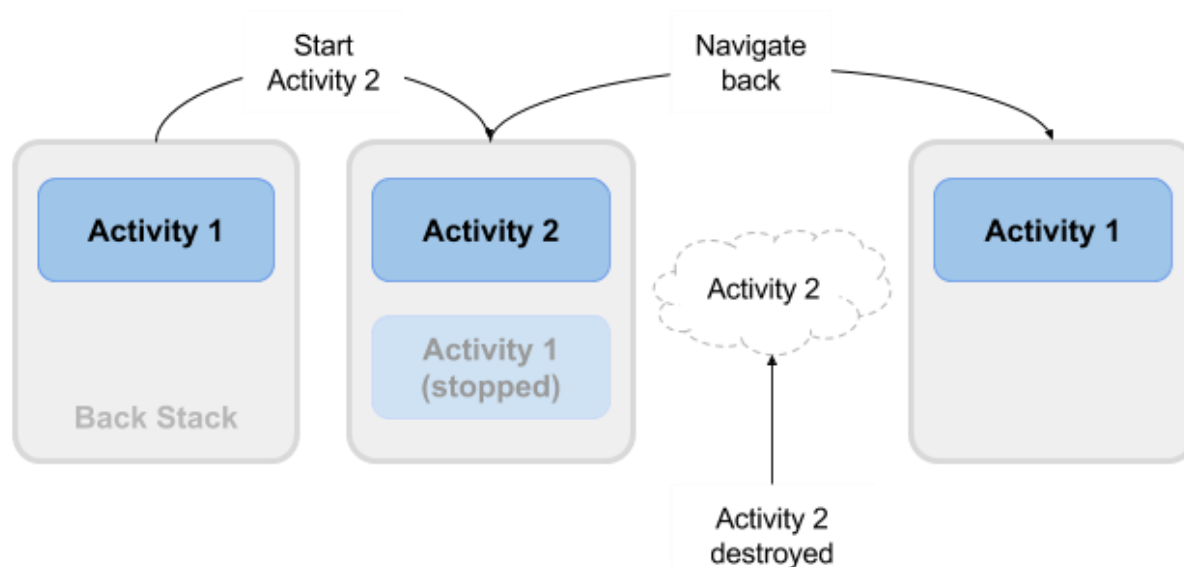 Start
Activity 2
Navigate
back
Activity 1
Back Stack
Activity 2
Activity 1
(stopped)
Activity 2
Activity 2
destroyed
Activity 1